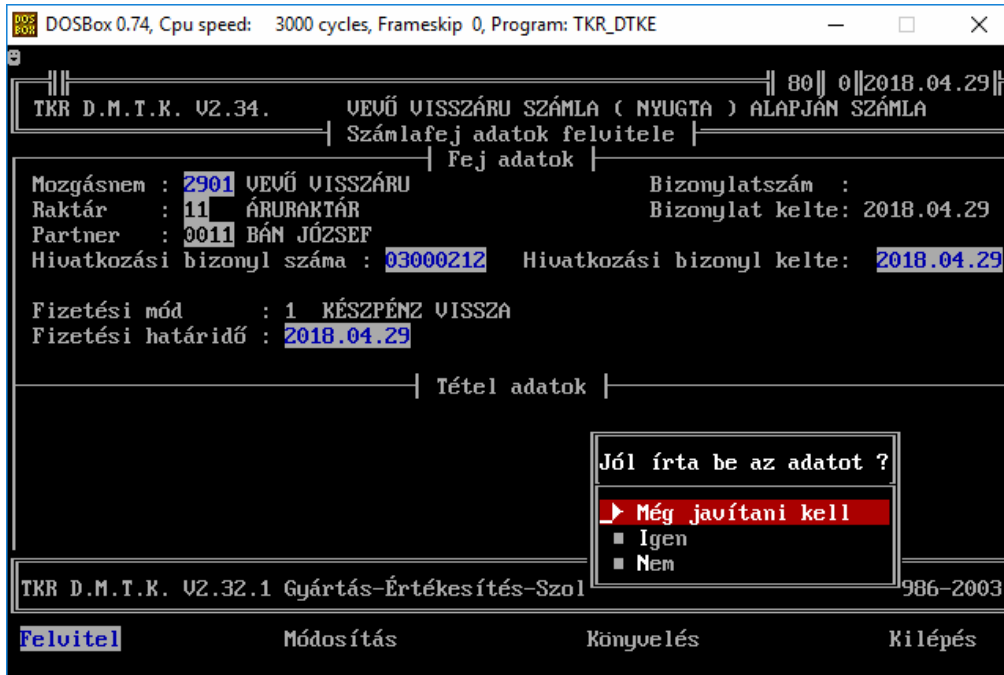 DOSBox 0.74, Cpu speed: 3000 cycles, Frameskip 0, Program: TKR_DTKE
80 0 2018.04.29
TKR D.M.T.K. V2.34. VEVŐ VISSZÁRU SZÁMLA ( NYUGTA ) ALAPJÁN SZÁMLA
Számlafej adatok felvitele
Fej adatok
Mozgásnem : 2901 VEVŐ VISSZÁRU Bizonylatszám :
Raktár : 11 ÁRURAKTÁR Bizonylat kelte: 2018.04.29
Partner : 0011 BÁN JÓZSEF
Hivatkozási bizonyl száma : 03000212 Hivatkozási bizonyl kelte: 2018.04.29
Fizetési mód : 1 KÉSZPÉNZ VISSZA
Fizetési határidő : 2018.04.29
Tétel adatok
Jól írta be az adatot ?
Még javítani kell
Igen
Nem
TKR D.M.T.K. V2.32.1 Gyártás-Értékesítés-Szol 986-2003
Felvitel Módosítás Könyvelés Kilépés